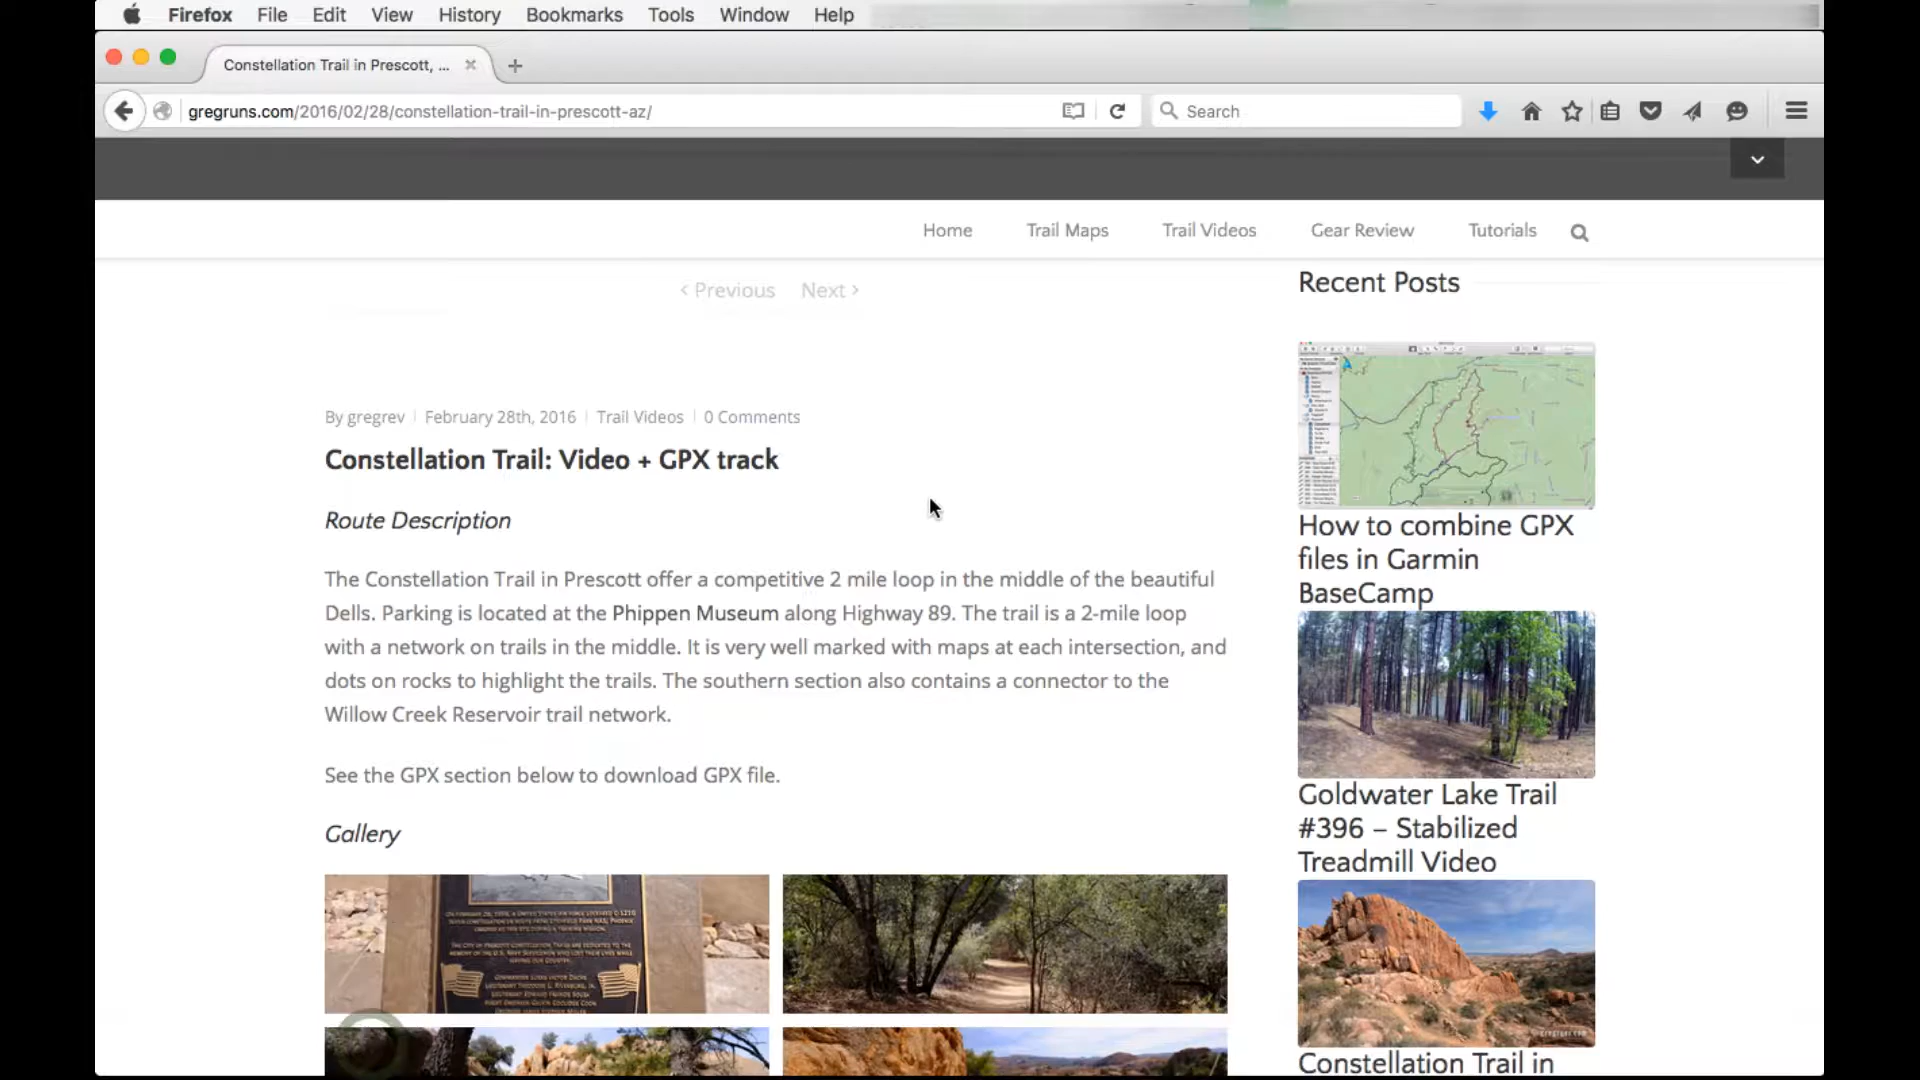 Firefox File Edit View History Bookmarks Tools Window Help
Constellation Trail in Prescott, ...
gregruns.com/2016/02/28/constellation-trail-in-prescott-az/
Search
Home Trail Maps Trail Videos Gear Review Tutorials
< Previous Next >
By gregrev | February 28th, 2016 | Trail Videos | 0 Comments
Constellation Trail: Video + GPX track
Route Description
The Constellation Trail in Prescott offer a competitive 2 mile loop in the middle of the beautiful
Dells. Parking is located at the Phippen Museum along Highway 89. The trail is a 2-mile loop
with a network on trails in the middle. It is very well marked with maps at each intersection, and
dots on rocks to highlight the trails. The southern section also contains a connector to the
Willow Creek Reservoir trail network.
See the GPX section below to download GPX file.
Gallery
Recent Posts
How to combine GPX
files in Garmin
BaseCamp
Goldwater Lake Trail
#396 – Stabilized
Treadmill Video
Constellation Trail in